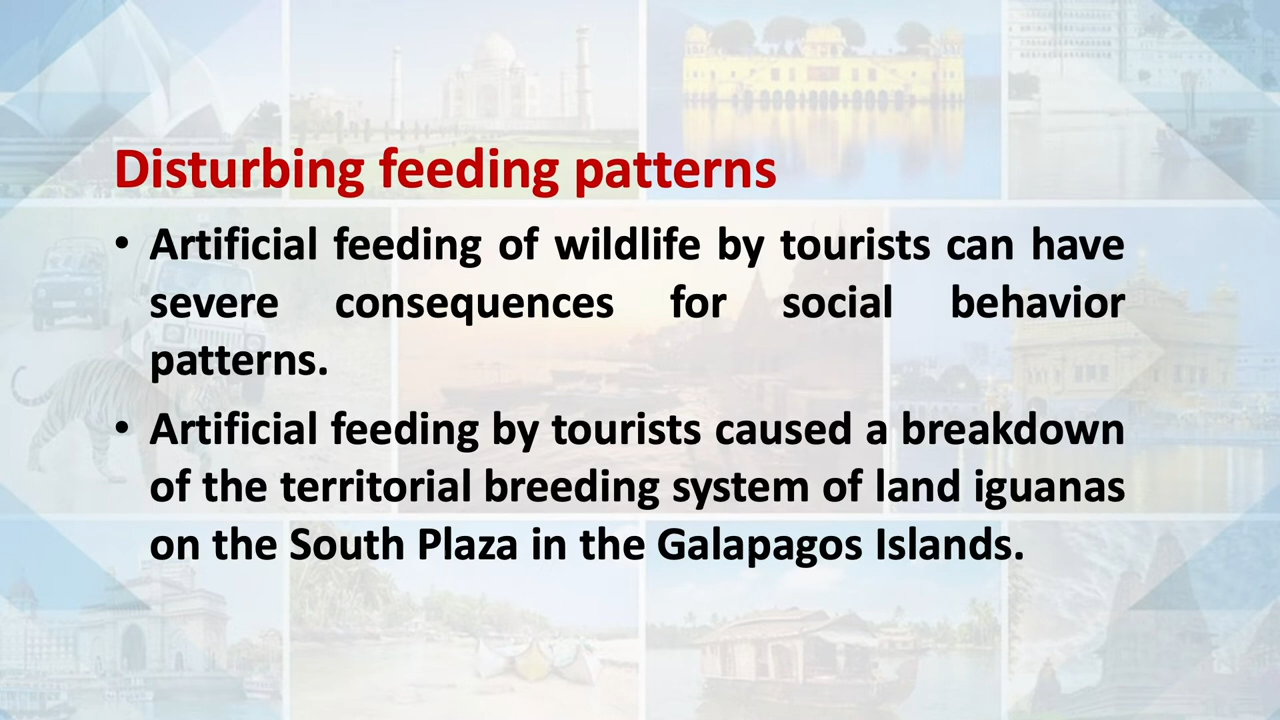 Disturbing feeding patterns
• Artificial feeding of wildlife by tourists can have
severe consequences for social behavior
patterns.
• Artificial feeding by tourists caused a breakdown
of the territorial breeding system of land iguanas
on the South Plaza in the Galapagos Islands.